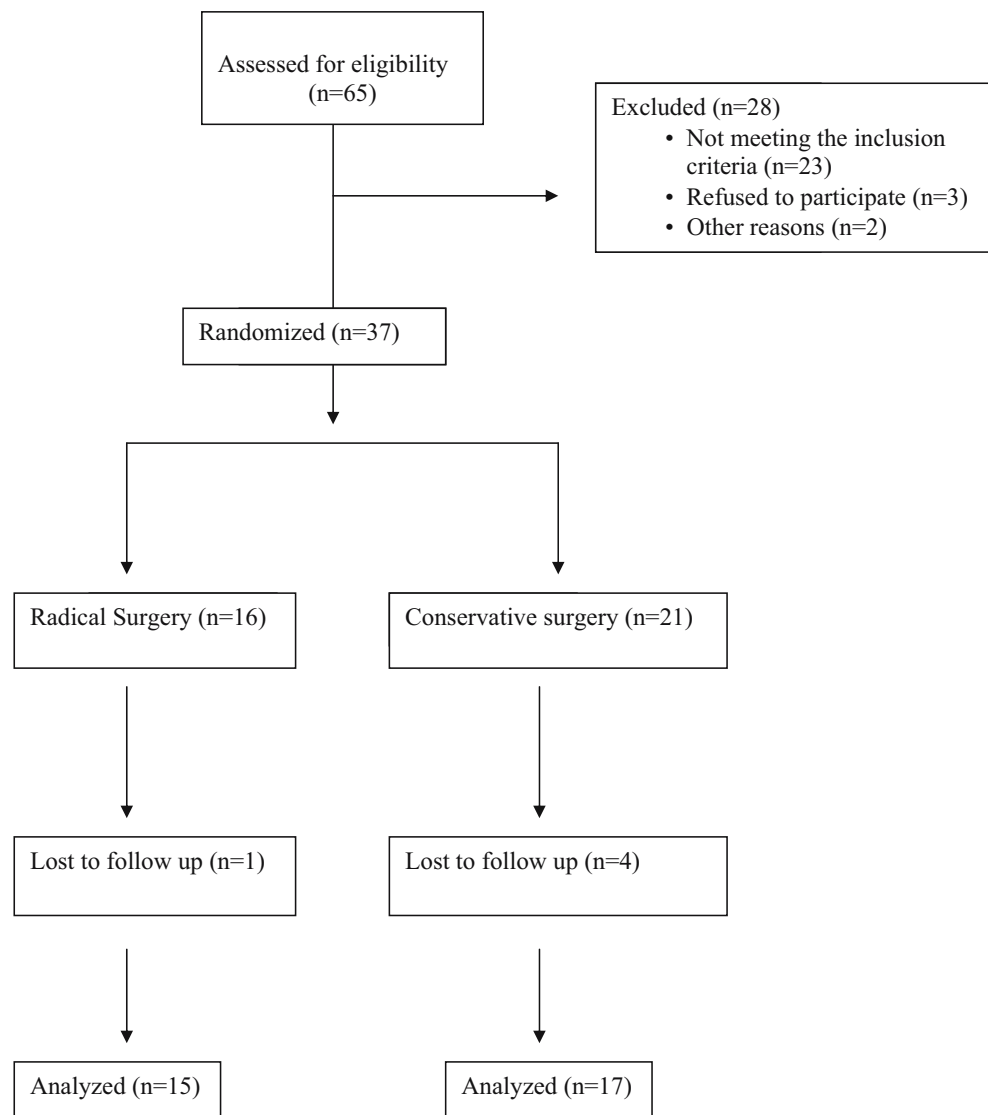 Assessed for eligibility
(n=65)
Excluded (n=28)
• Not meeting the inclusion
criteria (n=23)
• Refused to participate (n=3)
• Other reasons (n=2)
Randomized (n=37)
Radical Surgery (n=16)
Conservative surgery (n=21)
Lost to follow up (n=1)
Lost to follow up (n=4)
Analyzed (n=15)
Analyzed (n=17)